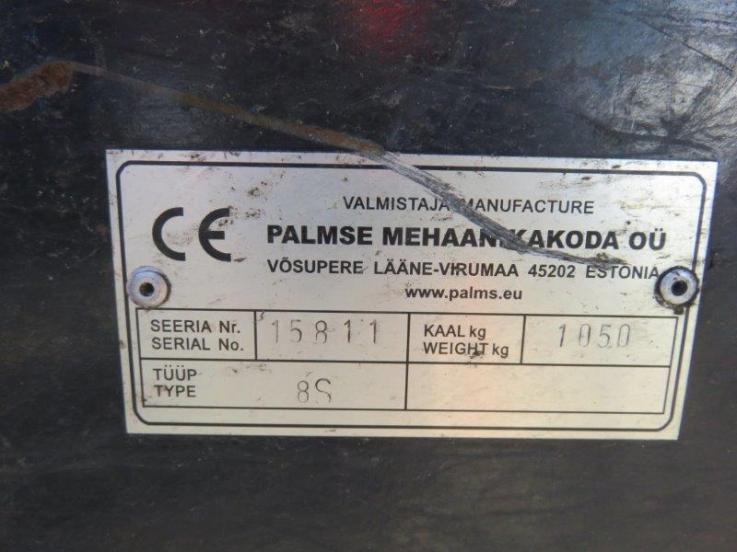 CE
VALMISTAJA MANUFACTURE
PALMSE MEHAANIKAKODA OÜ
VÕSUPERE LÄÄNE-VIRUMAA 45202 ESTONIA
www.palms.eu
SEERIA Nr. 15811 KAAL kg 1050
SERIAL No. WEIGHT kg
TÜÜP
TYPE 8S